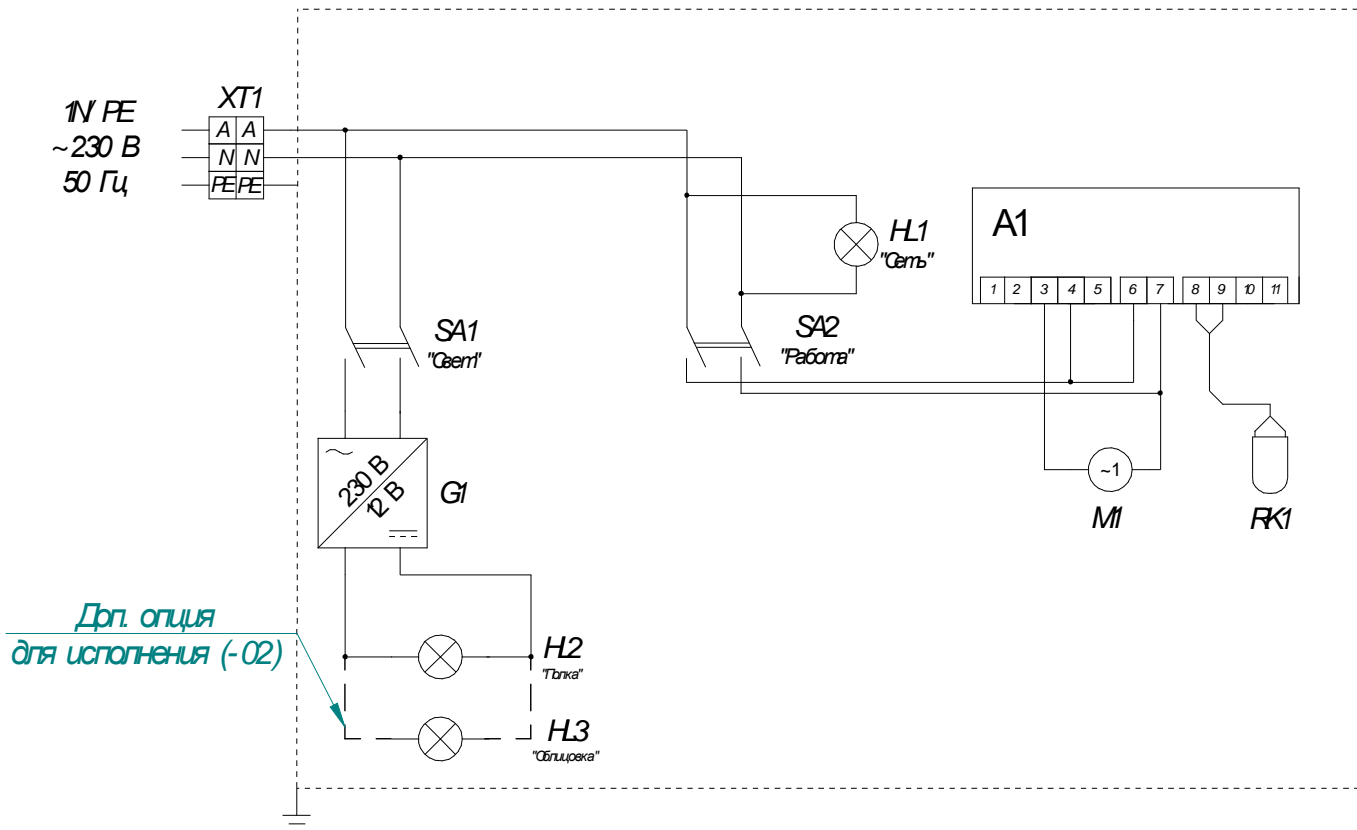 1N/ PE
~230 В
50 Гц
XT1
A A
N N
PE PE
HL1
"Сеть"
A1
1 2 3 4 5 6 7 8 9 10 11
SA1
"Свет"
SA2
"Работа"
230 В
12 В
G1
~1
M1
RK1
Доп. опция
для исполнения (-02)
HL2
"Полка"
HL3
"Облицовка"